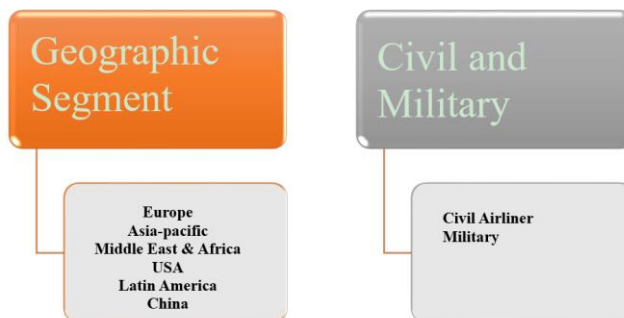 Geographic
Segment
Europe
Asia-pacific
Middle East & Africa
USA
Latin America
China
Civil and
Military
Civil Airliner
Military